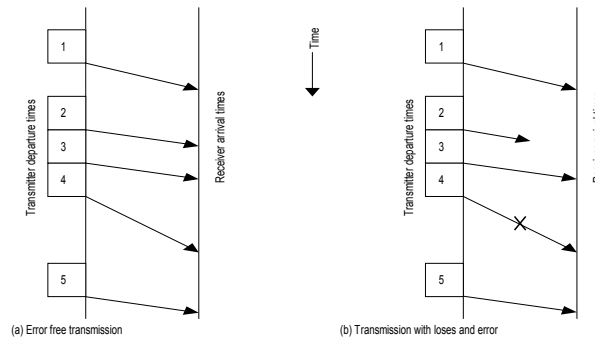 1
2
3
4
5
Transmitter departure times
Receiver arrival times
(a) Error free transmission
Time
1
2
3
4
5
Transmitter departure times
(b) Transmission with loses and error